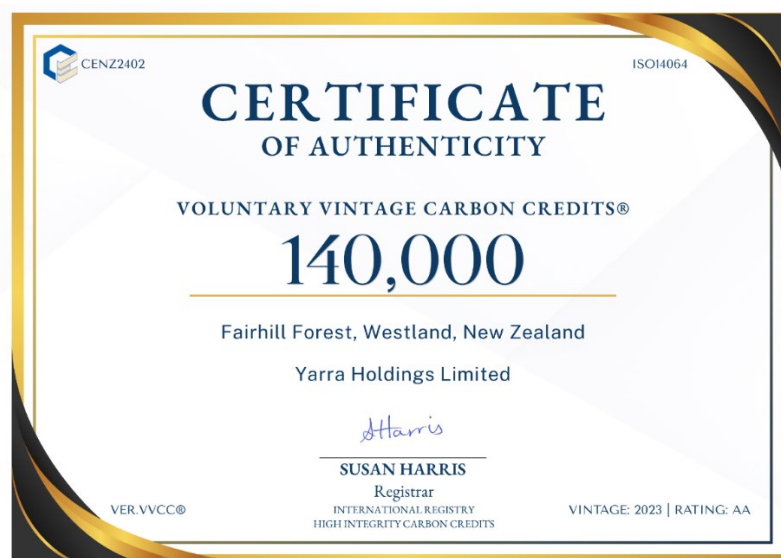 CENZ2402
ISO14064
CERTIFICATE
OF AUTHENTICITY
VOLUNTARY VINTAGE CARBON CREDITS®
140,000
Fairhill Forest, Westland, New Zealand
Yarra Holdings Limited
SHarris
SUSAN HARRIS
Registrar
INTERNATIONAL REGISTRY
HIGH INTEGRITY CARBON CREDITS
VER.VVCC®
VINTAGE: 2023 | RATING: AA